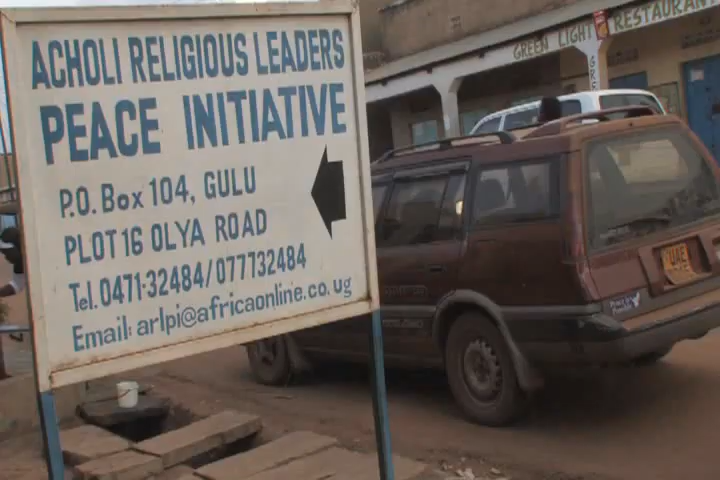 ACHOLI RELIGIOUS LEADERS
PEACE INITIATIVE
P.O. Box 104, GULU
PLOT 16 OLYA ROAD
Tel. 0471-32484/077732484
Email: arlpi@africaonline.co.ug
GREEN LIGHT
RESTAURANT
UAE